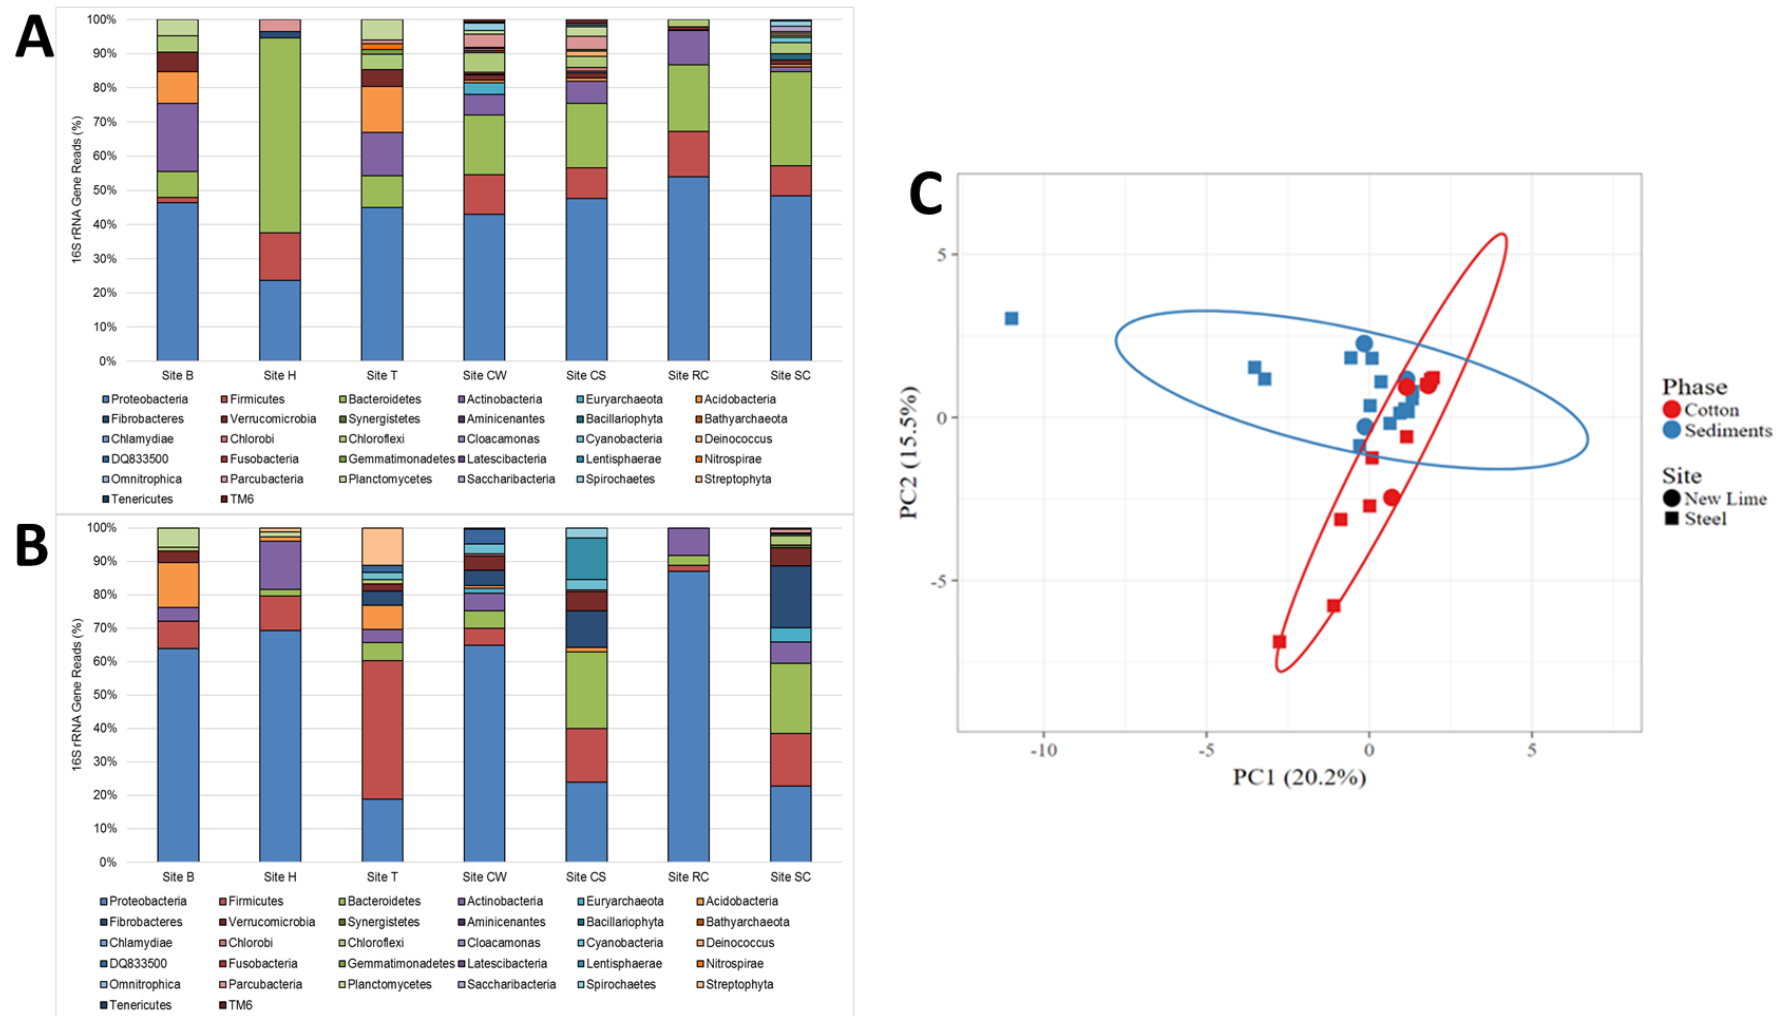 A
100%
90%
80%
70%
60%
50%
40%
30%
20%
10%
0%
16S rRNA Gene Reads (%)
Site B Site H Site T Site CW Site CS Site RC Site SC
Proteobacteria Firmicutes Bacteroidetes Actinobacteria Euryarchaeota Acidobacteria
Fibrobacteres Verrucomicrobia Synergistetes Aminicenantes Bacillariophyta Bathyarchaeota
Chlamydiae Chlorobi Chloroflexi Cloacamonas Cyanobacteria Deinococcus
DQ833500 Fusobacteria Gemmatimonadetes Latescibacteria Lentisphaerae Nitrospirae
Omnitrophica Parcubacteria Planctomycetes Saccharibacteria Spirochaetes Streptophyta
Tenericutes TM6
B
100%
90%
80%
70%
60%
50%
40%
30%
20%
10%
0%
16S rRNA Gene Reads (%)
Site B Site H Site T Site CW Site CS Site RC Site SC
Proteobacteria Firmicutes Bacteroidetes Actinobacteria Euryarchaeota Acidobacteria
Fibrobacteres Verrucomicrobia Synergistetes Aminicenantes Bacillariophyta Bathyarchaeota
Chlamydiae Chlorobi Chloroflexi Cloacamonas Cyanobacteria Deinococcus
DQ833500 Fusobacteria Gemmatimonadetes Latescibacteria Lentisphaerae Nitrospirae
Omnitrophica Parcubacteria Planctomycetes Saccharibacteria Spirochaetes Streptophyta
Tenericutes TM6
C
5
0
-5
PC2 (15.5%)
-10 -5 0 5
PC1 (20.2%)
Phase
Cotton
Sediments
Site
New Lime
Steel